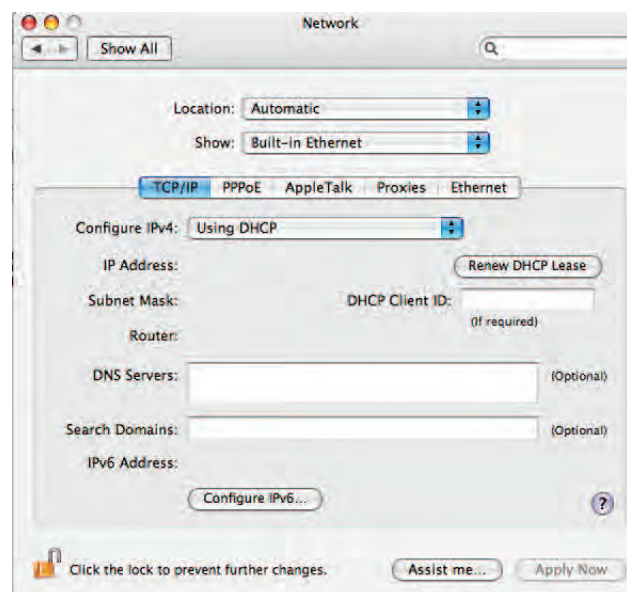 Network
Show All
Location: Automatic
Show: Built-in Ethernet
TCP/IP PPPoE AppleTalk Proxies Ethernet
Configure IPv4: Using DHCP
IP Address: Renew DHCP Lease
Subnet Mask: DHCP Client ID:
(If required)
Router:
DNS Servers: (Optional)
Search Domains: (Optional)
IPv6 Address:
Configure IPv6...
?
Click the lock to prevent further changes. Assist me... Apply Now